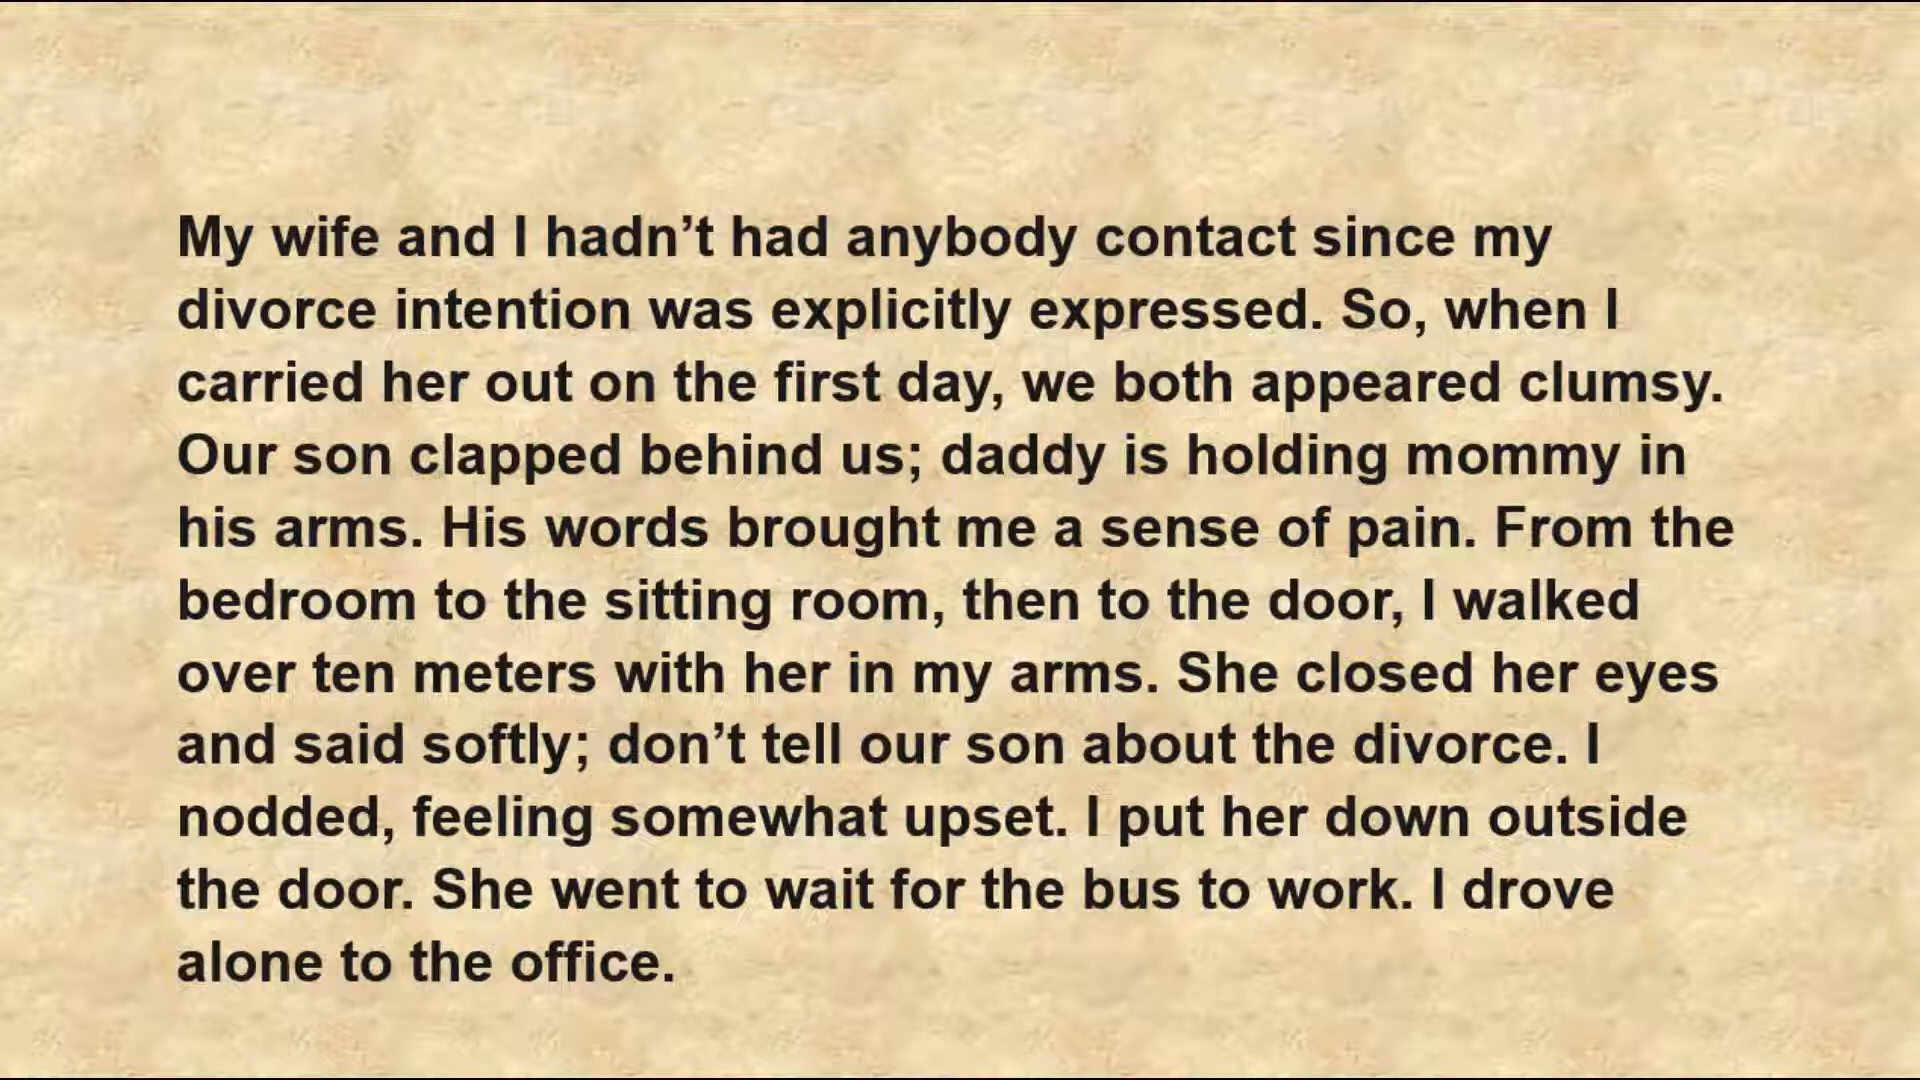 My wife and I hadn’t had anybody contact since my
divorce intention was explicitly expressed. So, when I
carried her out on the first day, we both appeared clumsy.
Our son clapped behind us; daddy is holding mommy in
his arms. His words brought me a sense of pain. From the
bedroom to the sitting room, then to the door, I walked
over ten meters with her in my arms. She closed her eyes
and said softly; don’t tell our son about the divorce. I
nodded, feeling somewhat upset. I put her down outside
the door. She went to wait for the bus to work. I drove
alone to the office.